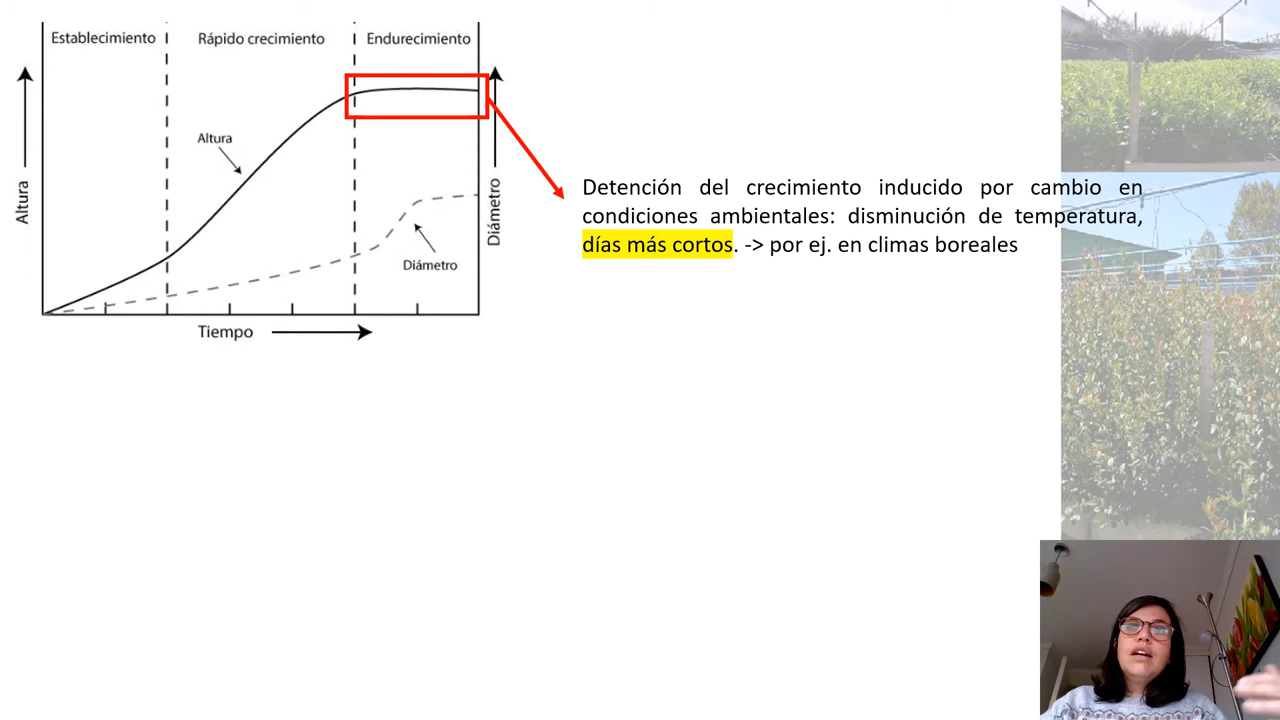 Establecimiento
Rápido crecimiento
Endurecimiento
Altura
Altura
Diámetro
Diámetro
Tiempo
Detención del crecimiento inducido por cambio en
condiciones ambientales: disminución de temperatura,
días más cortos. -> por ej. en climas boreales